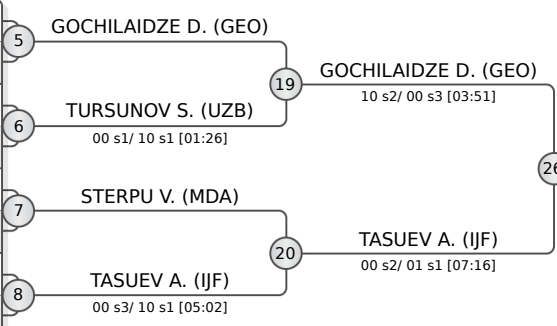 GOCHILAIDZE D. (GEO)
5
19
GOCHILAIDZE D. (GEO)
10 s2/ 00 s3 [03:51]
TURSUNOV S. (UZB)
6
00 s1/ 10 s1 [01:26]
26
STERPU V. (MDA)
7
20
TASUEV A. (IJF)
00 s2/ 01 s1 [07:16]
TASUEV A. (IJF)
8
00 s3/ 10 s1 [05:02]